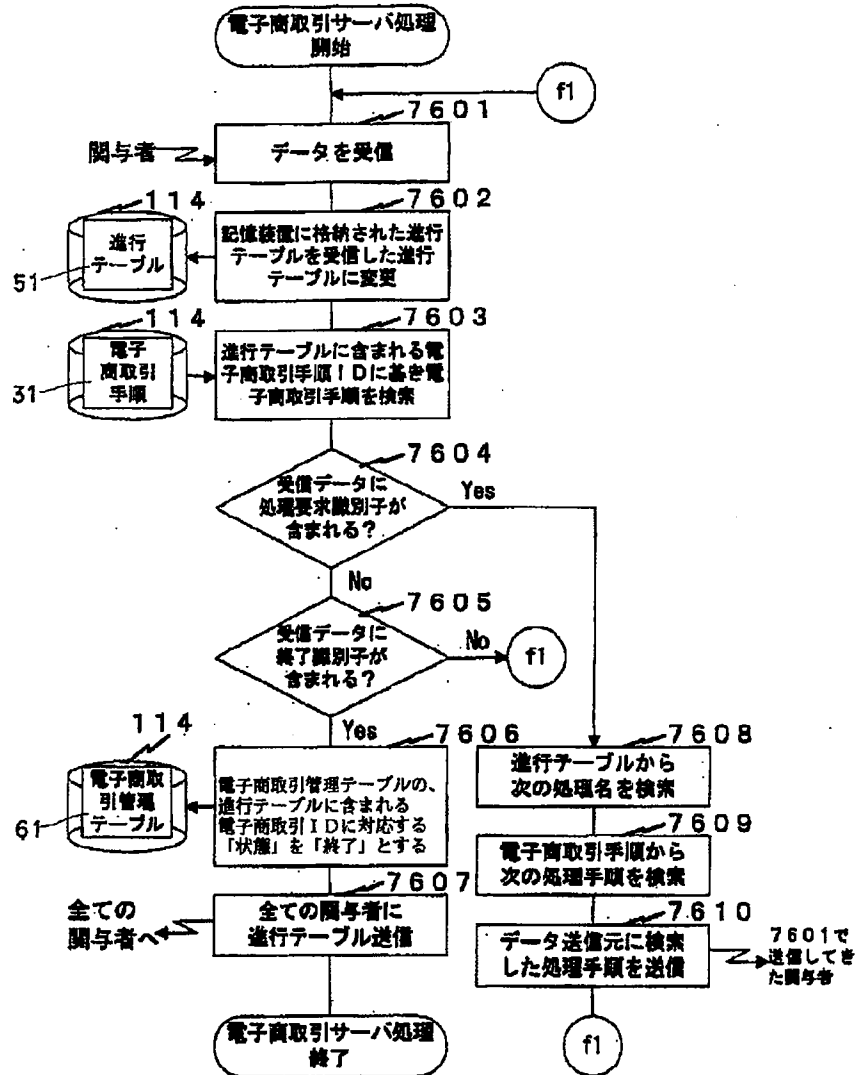 電子商取引サーバ処理
開始
f1
7601
関与者
データを受信
114
7602
進行
テーブル
51
記憶装置に格納された進行
テーブルを受信した進行
テーブルに変更
114
7603
電子
商取引
手順
31
進行テーブルに含まれる電
子商取引手順IDに基き電
子商取引手順を検索
7604
受信データに
処理要求識別子が
含まれる?
Yes
No
7605
受信データに
終了識別子が
含まれる?
No
f1
Yes
114
7606
電子商取
引管理
テーブル
61
電子商取引管理テーブルの、
進行テーブルに含まれる
電子商取引IDに対応する
「状態」を「終了」とする
7608
進行テーブルから
次の処理名を検索
7609
電子商取引手順から
次の処理手順を検索
7607
全ての
関与者へ
全ての関与者に
進行テーブル送信
7610
データ送信元に検索
した処理手順を送信
7601で
送信してき
た関与者
電子商取引サーバ処理
終了
f1